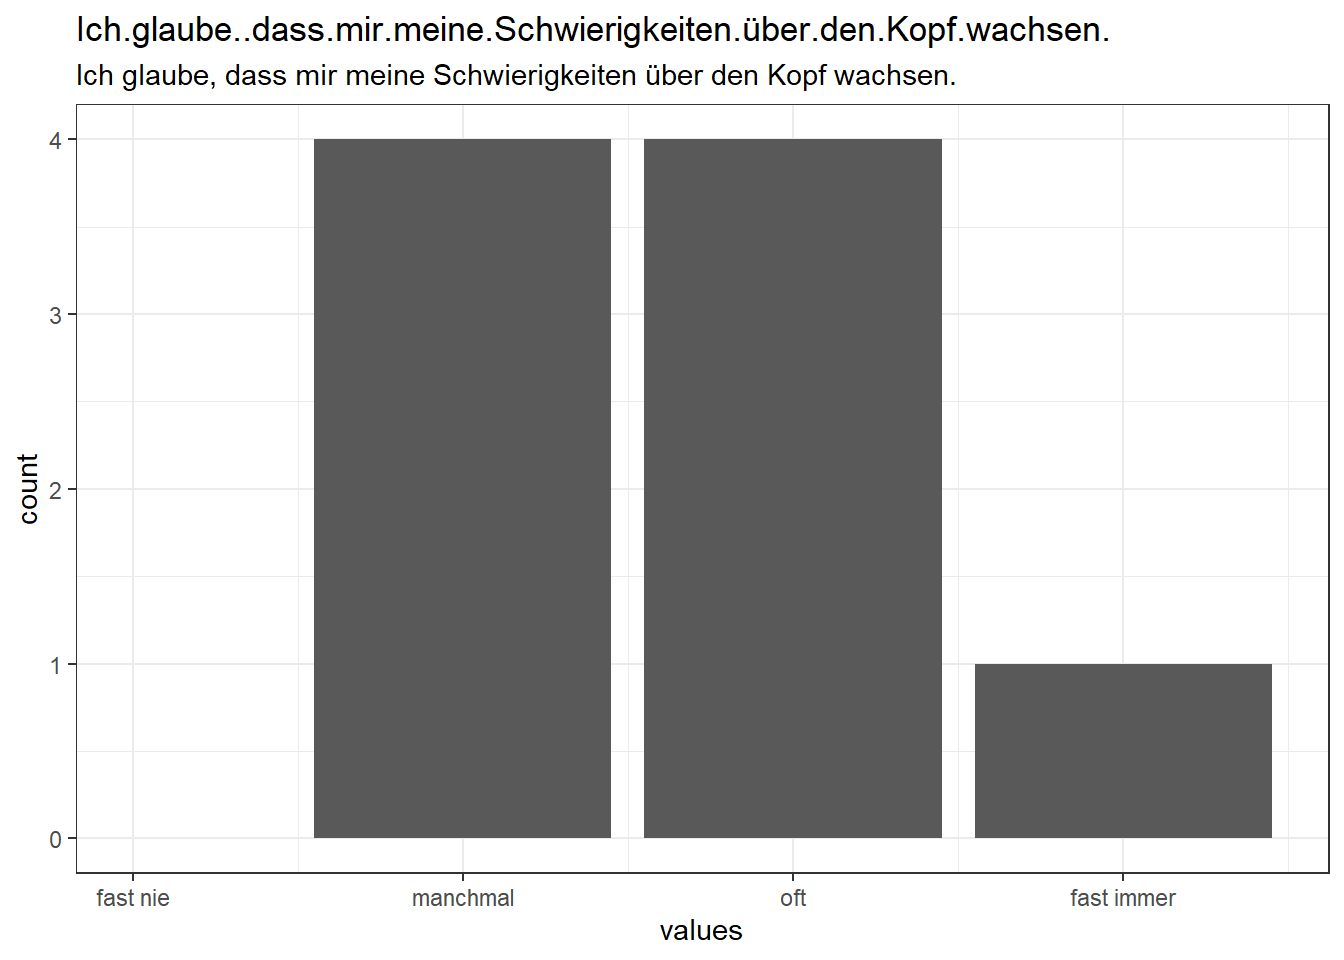 Ich.glaube..dass.mir.meine.Schwierigkeiten.über.den.Kopf.wachsen.
Ich glaube, dass mir meine Schwierigkeiten über den Kopf wachsen.
4
3
2
1
0
count
fast nie
manchmal
oft
fast immer
values